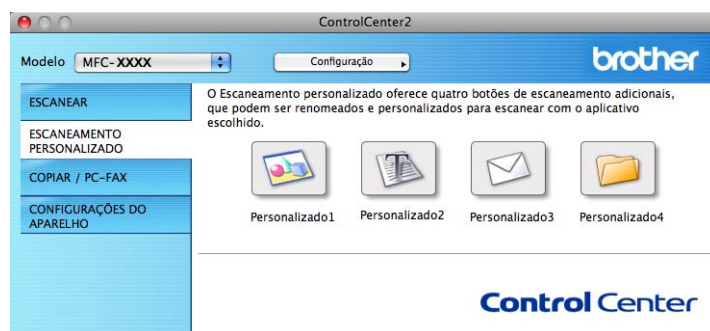 ControlCenter2
Modelo MFC-XXXX Configuração brother
ESCANEAR
ESCANEAMENTO
PERSONALIZADO
COPIAR / PC-FAX
CONFIGURAÇÕES DO
APARELHO
O Escaneamento personalizado oferece quatro botões de escaneamento adicionais,
que podem ser renomeados e personalizados para escanear com o aplicativo
escolhido.
Personalizado1 Personalizado2 Personalizado3 Personalizado4
Control Center